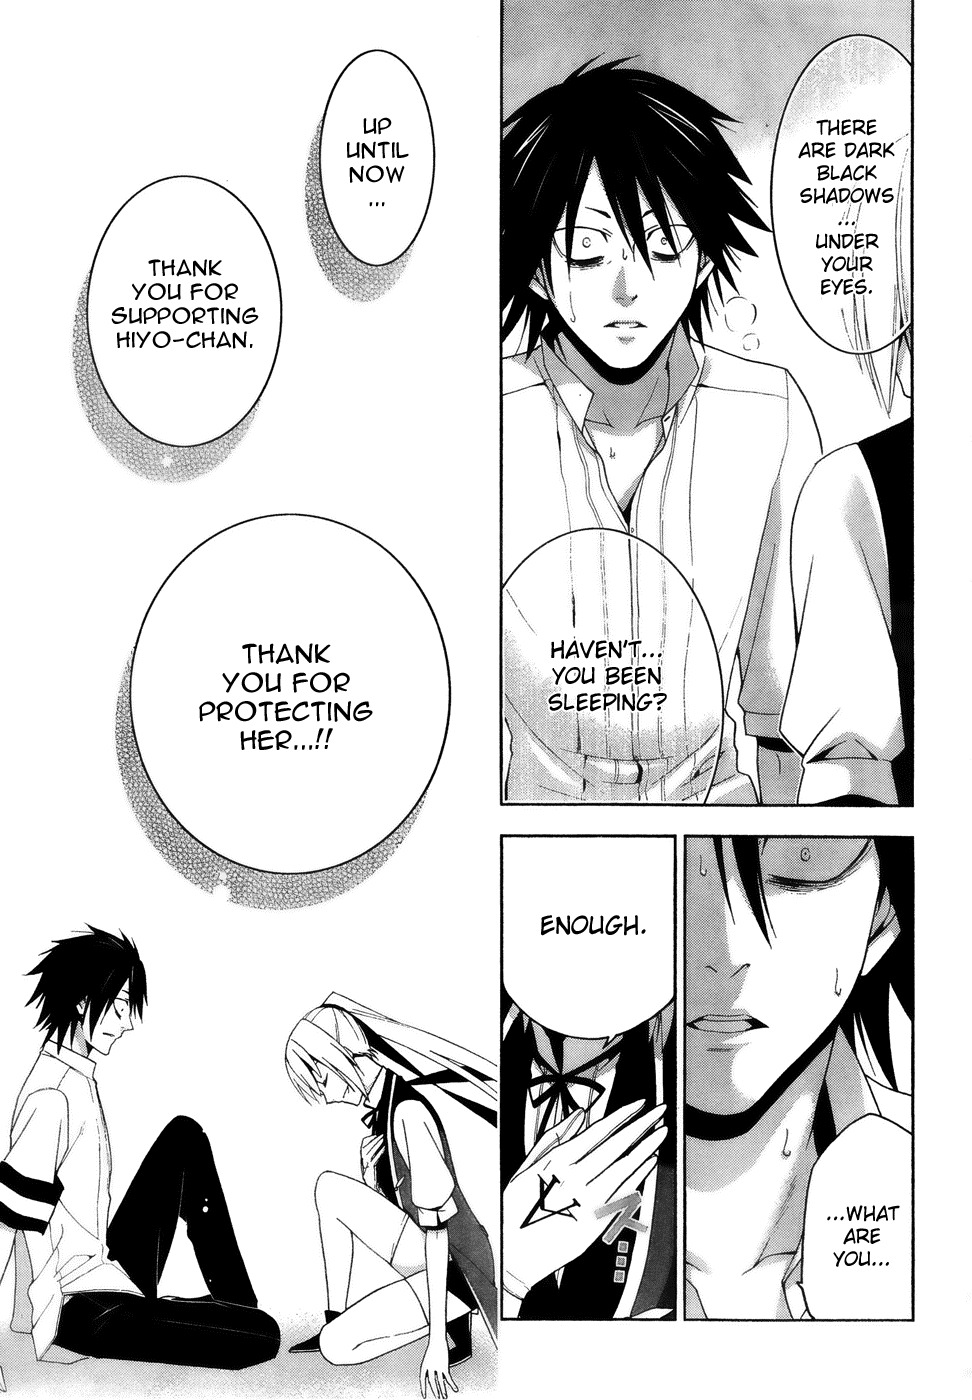 THERE
ARE DARK
BLACK
SHADOWS
...
UNDER
YOUR
EYES.
HAVEN'T...
YOU BEEN
SLEEPING?
...WHAT
ARE
YOU...
ENOUGH.
ス...
UP
UNTIL
NOW
...
THANK
YOU FOR
SUPPORTING
HIYO-CHAN.
THANK
YOU FOR
PROTECTING
HER...!!